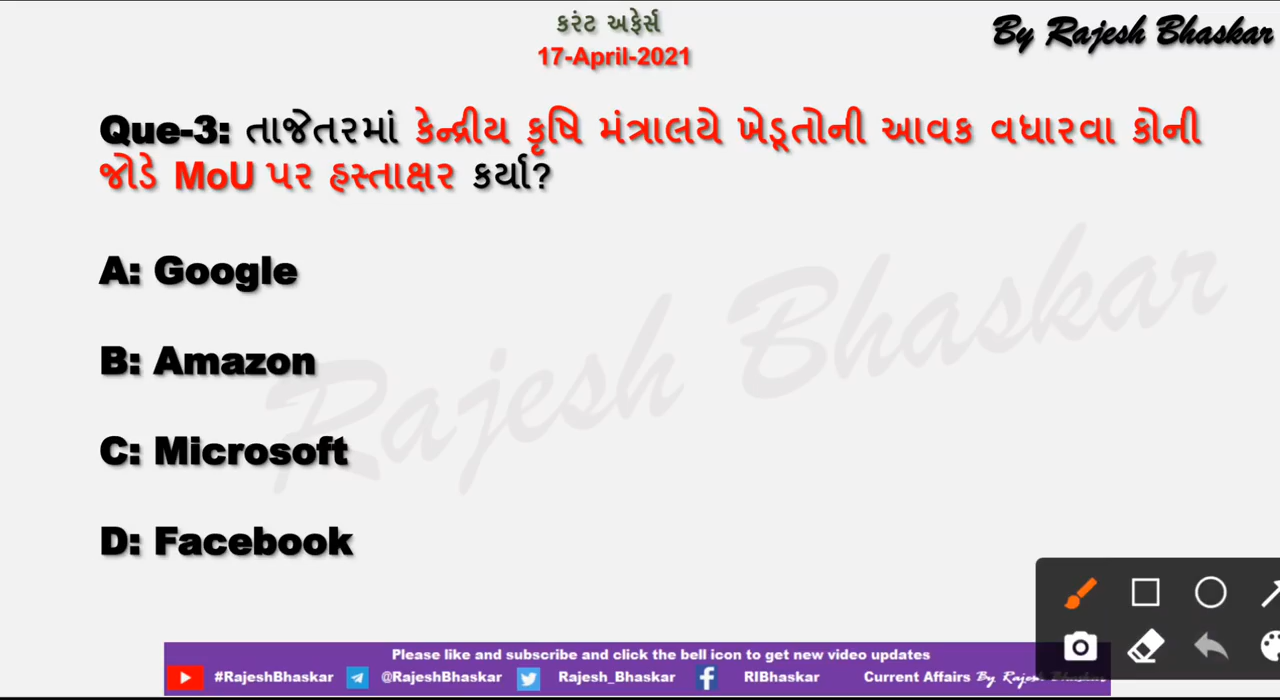 કરંટ અફેર્સ
17-April-2021
By Rajesh Bhaskar
Que-3: તાજેતરમાં કેન્દ્રીય કૃષિ મંત્રાલયે ખેડૂતોની આવક વધારવા કોની
જોડે MoU પર હસ્તાક્ષર કર્યા?
Rajesh Bhaskar
A: Google
B: Amazon
C: Microsoft
D: Facebook
Please like and subscribe and click the bell icon to get new video updates
#RajeshBhaskar @RajeshBhaskar Rajesh_Bhaskar RIBhaskar Current Affairs By Rajesh Bhaskar